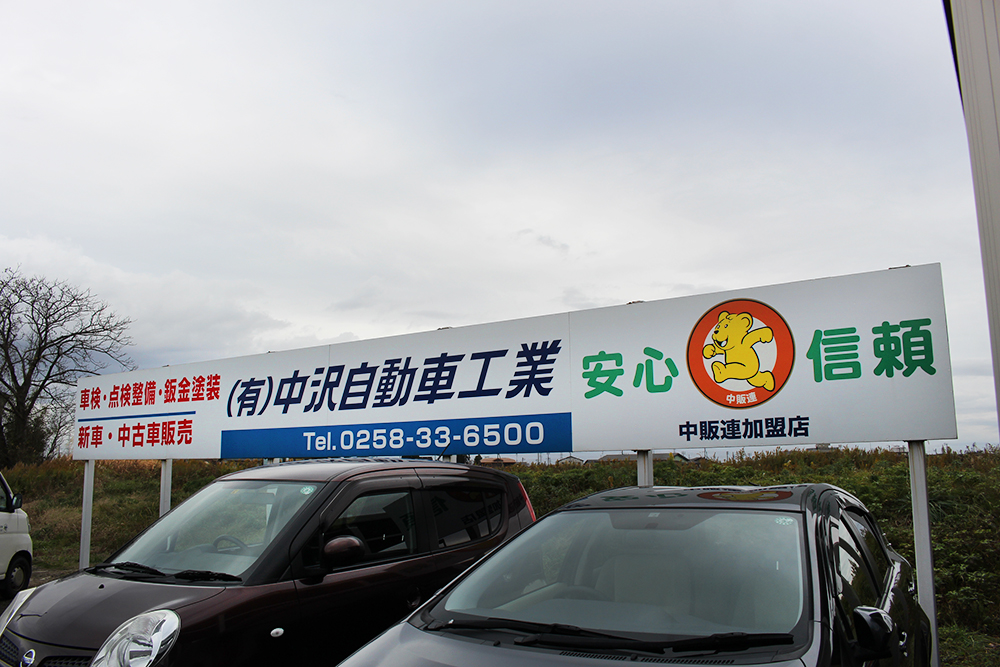 車検・点検整備・鈑金塗装
新車・中古車販売
(有)中沢自動車工業
Tel.0258-33-6500
安心
中販連
信頼
中販連加盟店